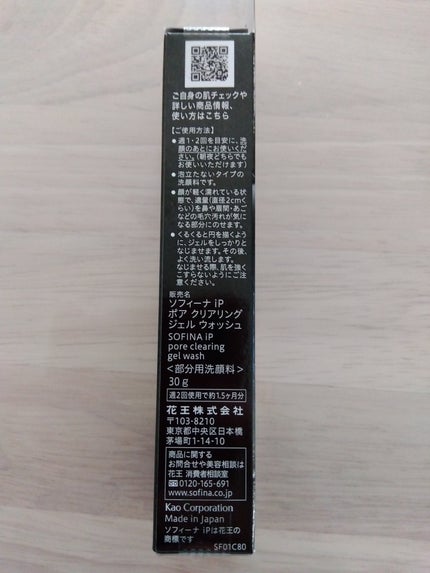 ご自身の肌チェックや
詳しい商品情報、
使い方はこちら
【ご使用方法】
●週1・2回を目安に、洗
顔のあとにお使いくださ
い。(朝夜どちらでも
お使いいただけます)
●泡立たないタイプの
洗顔料です。
●顔が軽く濡れている状
態で、適量(直径2cmく
らい)を鼻や眉間・あご
などの毛穴汚れが気に
なる部分にのせます。
●くるくると円を描くよう
に、ジェルをしっかりと
なじませます。その後、
よく洗い流します。
なじませる際、肌を強く
こすらないようにご注
意ください。
販売名
ソフィーナ iP
ポア クリアリング
ジェル ウォッシュ
SOFINA iP
pore clearing
gel wash
<部分用洗顔料>
30g
週2回使用で約1.5ヶ月分
花王株式会社
〒103-8210
東京都中央区日本橋
茅場町1-14-10
商品に関する
お問合せや美容相談は
花王 消費者相談室
0120-165-691
www.sofina.co.jp
Kao Corporation
Made in Japan
ソフィーナ iPは花王の
商標です
SF01C80